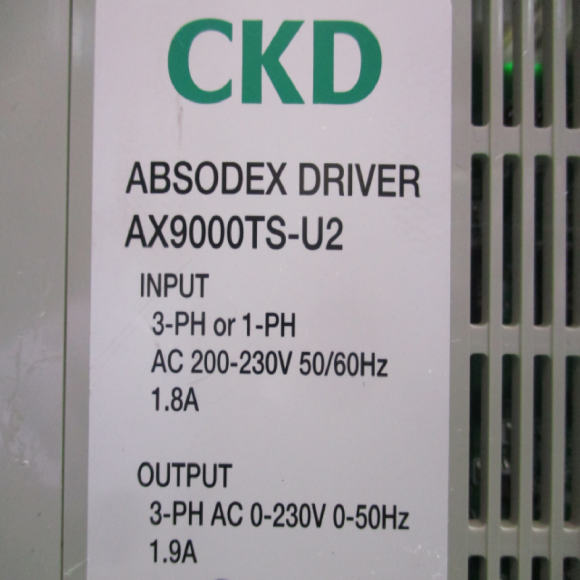 CKD
ABSODEX DRIVER
AX9000TS-U2
INPUT
3-PH or 1-PH
AC 200-230V 50/60Hz
1.8A
OUTPUT
3-PH AC 0-230V 0-50Hz
1.9A